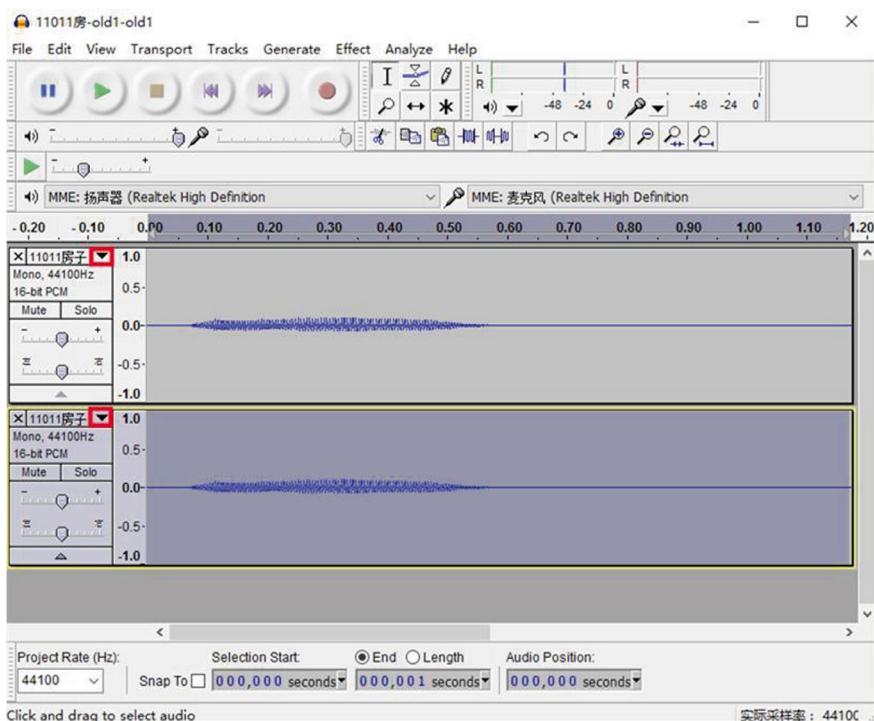 11011房-old1-old1
File Edit View Transport Tracks Generate Effect Analyze Help
L
R
-48 -24 0
L
R
-48 -24 0
MME: 扬声器 (Realtek High Definition
MME: 麦克风 (Realtek High Definition
-0.20 -0.10 0.00 0.10 0.20 0.30 0.40 0.50 0.60 0.70 0.80 0.90 1.00 1.10 1.20
11011房子
Mono, 44100Hz
16-bit PCM
Mute Solo
- +
左 右
1.0
0.5
0.0
-0.5
-1.0
11011房子
Mono, 44100Hz
16-bit PCM
Mute Solo
- +
左 右
1.0
0.5
0.0
-0.5
-1.0
Project Rate (Hz): Selection Start: End Length Audio Position:
44100 Snap To 000,000 seconds 000,001 seconds 000,000 seconds
Click and drag to select audio
实际采样率: 4410